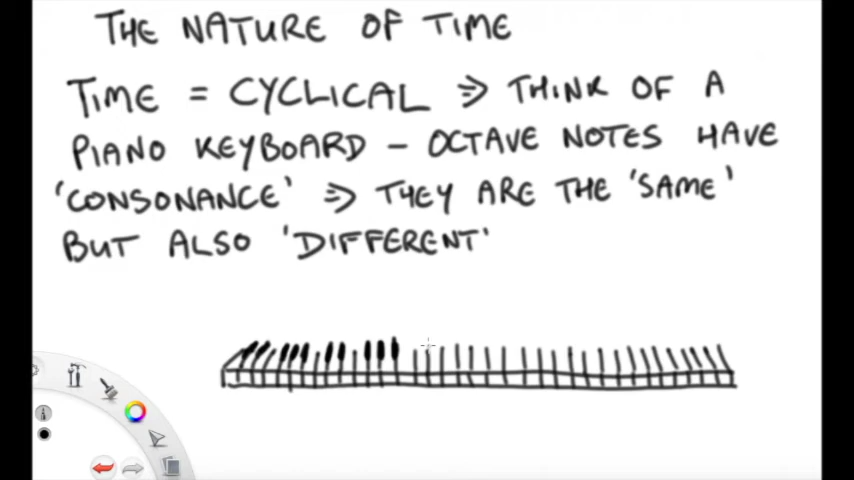 THE NATURE OF TIME
TIME = CYCLICAL => THINK OF A
PIANO KEYBOARD - OCTAVE NOTES HAVE
'CONSONANCE' => THEY ARE THE 'SAME'
BUT ALSO 'DIFFERENT'